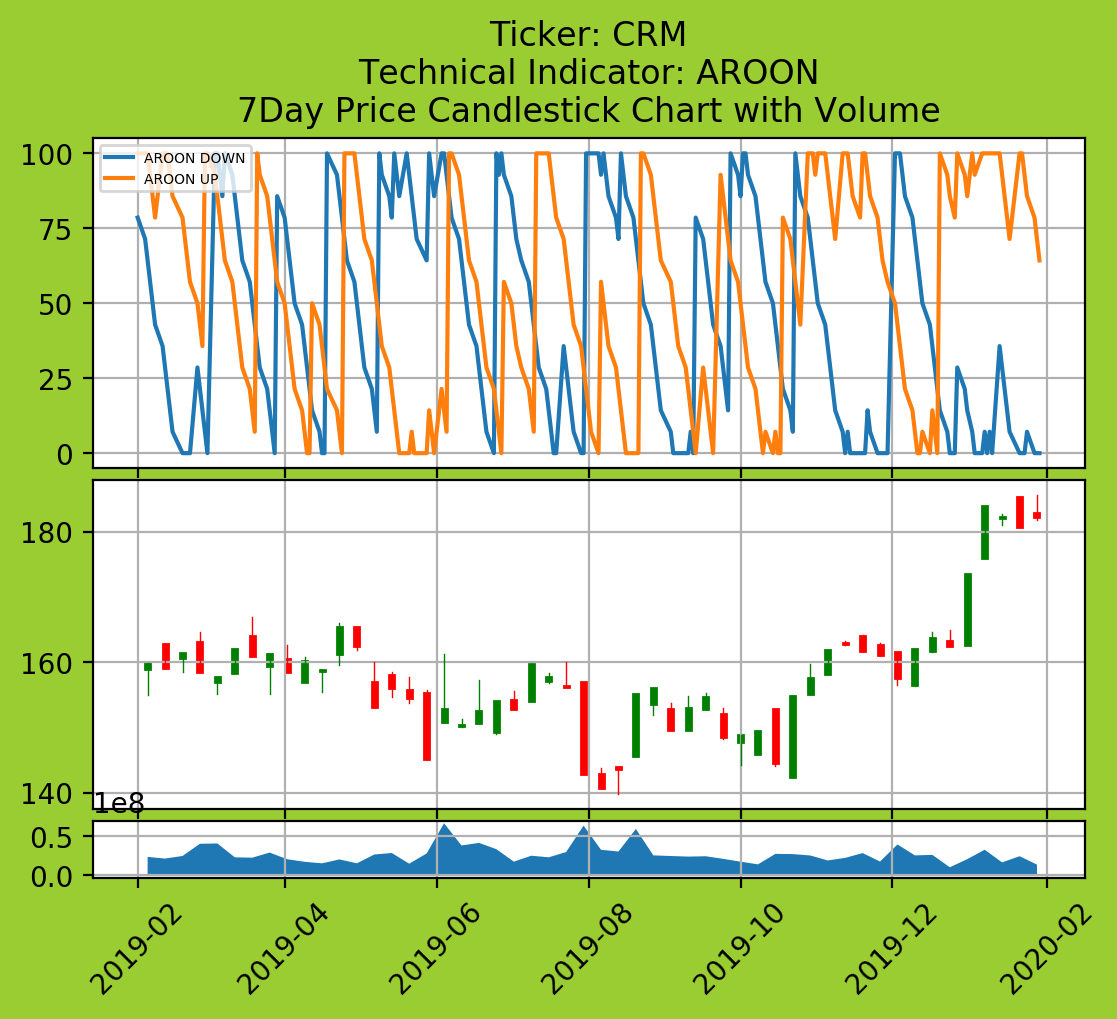 Ticker: CRM
Technical Indicator: AROON
7Day Price Candlestick Chart with Volume
AROON DOWN
AROON UP
100
75
50
25
0
180
160
140
1e8
0.5
0.0
2019-02
2019-04
2019-06
2019-08
2019-10
2019-12
2020-02